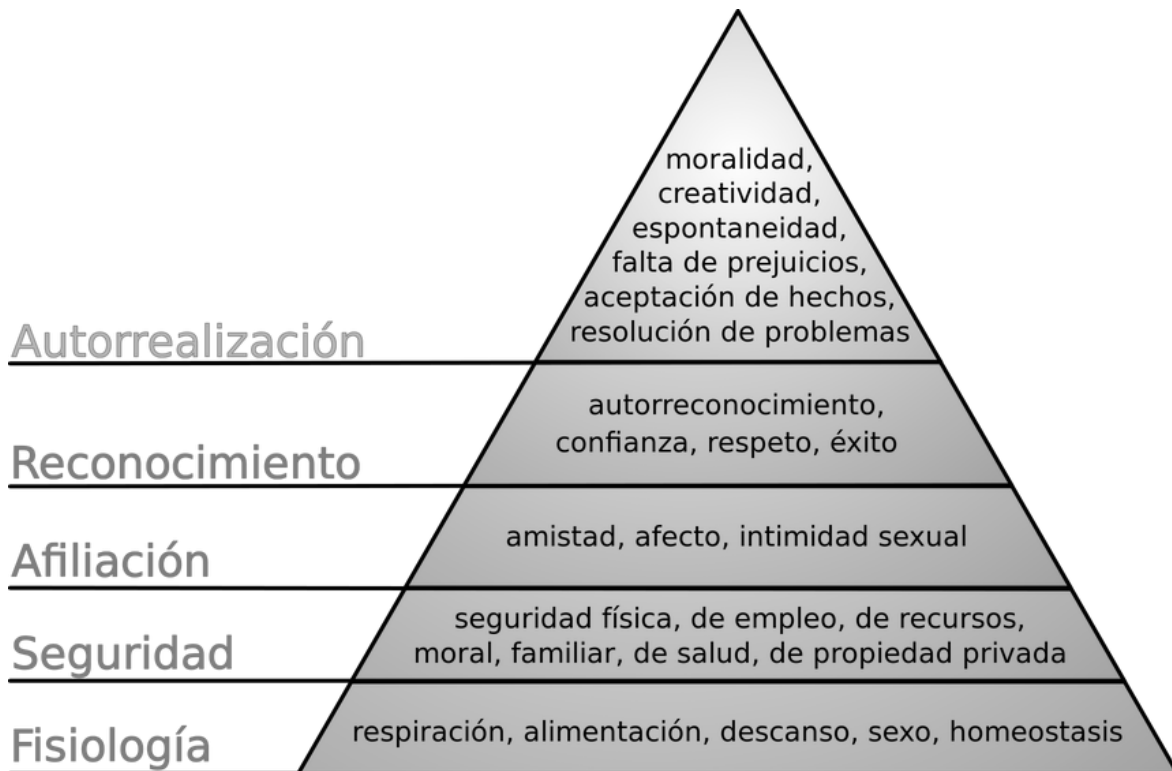 moralidad,
creatividad,
espontaneidad,
falta de prejuicios,
aceptación de hechos,
resolución de problemas
Autorrealización
autorreconocimiento,
confianza, respeto, éxito
Reconocimiento
amistad, afecto, intimidad sexual
Afiliación
seguridad física, de empleo, de recursos,
moral, familiar, de salud, de propiedad privada
Seguridad
respiración, alimentación, descanso, sexo, homeostasis
Fisiología